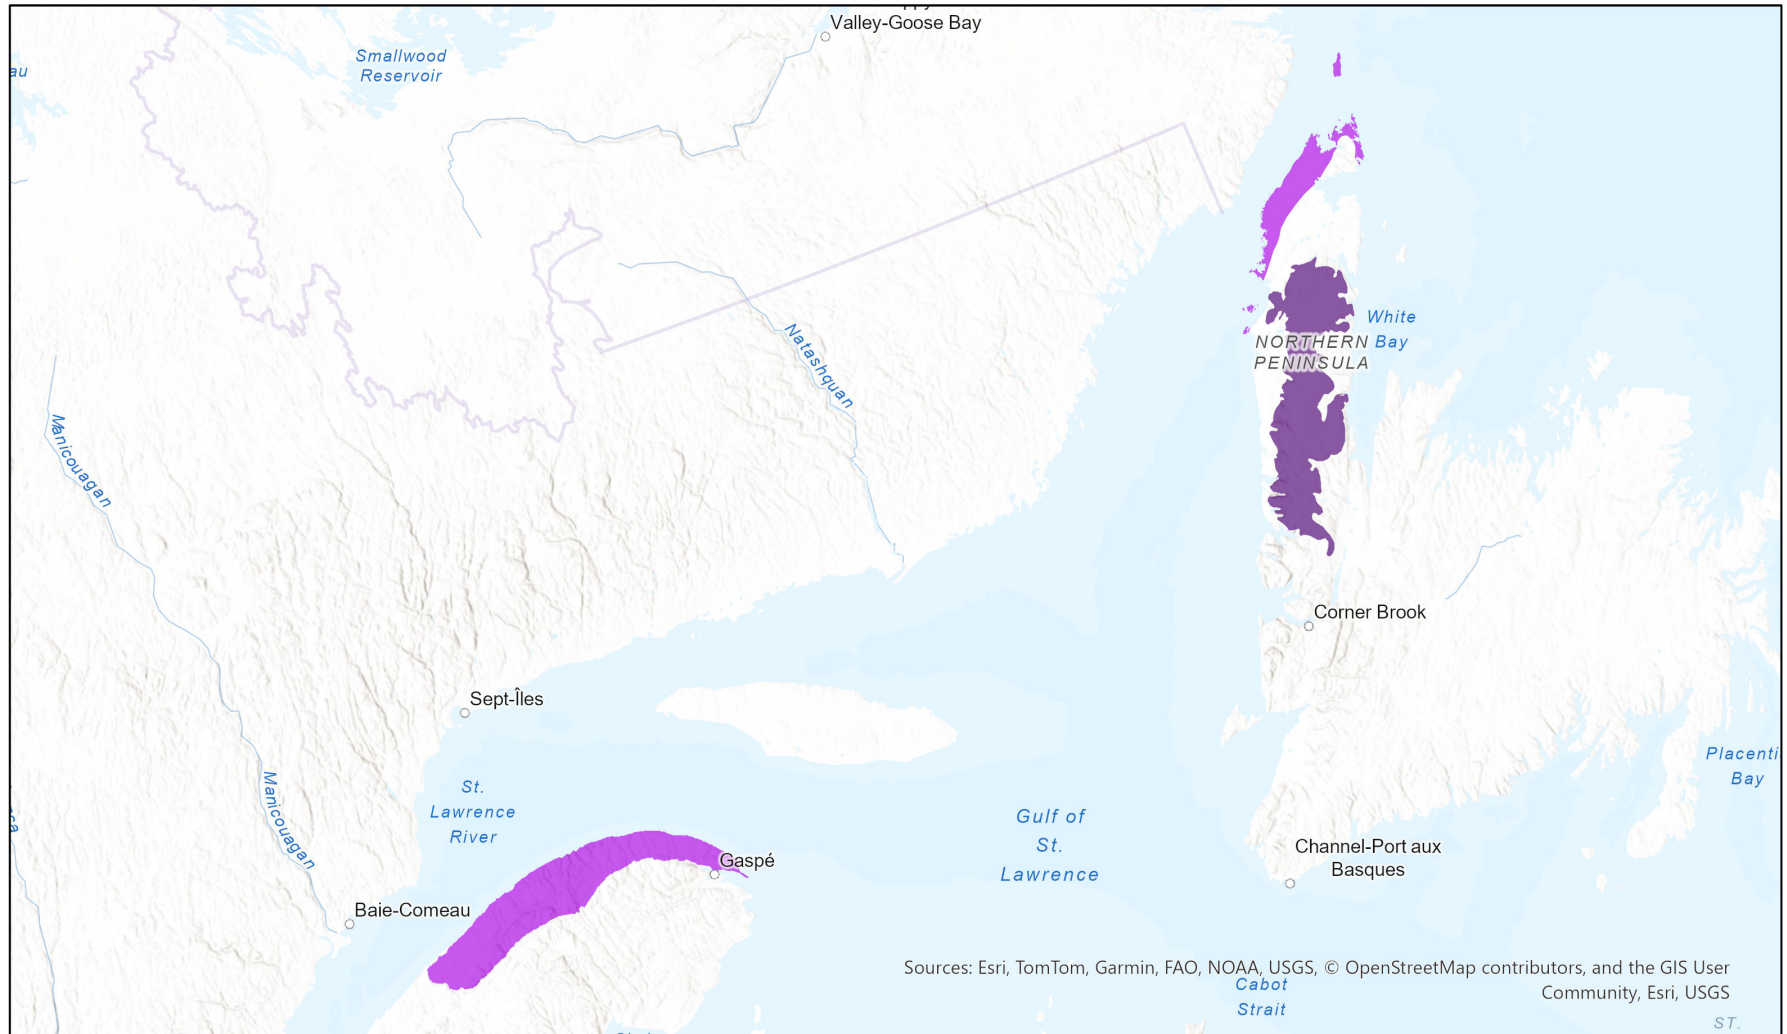 Valley-Goose Bay
Smallwood
Reservoir
au
White
Bay
NORTHERN
PENINSULA
Natashquan
Manicouagan
Corner Brook
Sept-Îles
Placenti
Bay
St.
Lawrence
River
Manicouagan
Gulf of
St.
Lawrence
Channel-Port aux
Basques
Gaspé
Baie-Comeau
Sources: Esri, TomTom, Garmin, FAO, NOAA, USGS, © OpenStreetMap contributors, and the GIS User
Community, Esri, USGS
Cabot
Strait
ST.